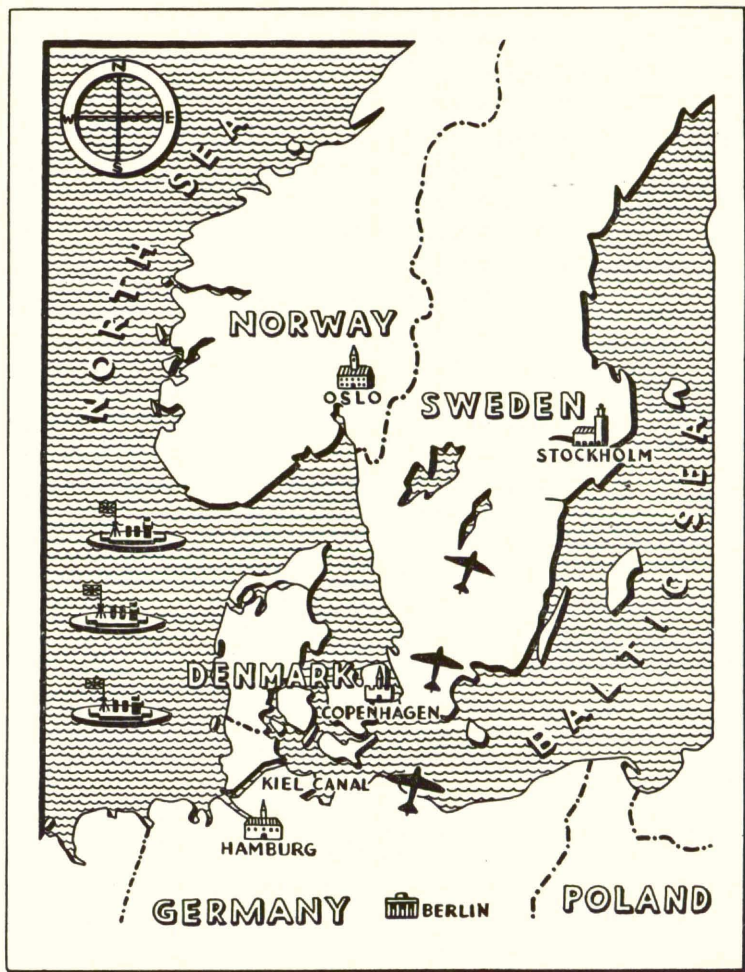 N
W E
S
NORTH SEA
NORWAY
OSLO
SWEDEN
STOCKHOLM
BALTIC SEA
DENMARK
COPENHAGEN
KIEL CANAL
HAMBURG
GERMANY
BERLIN
POLAND